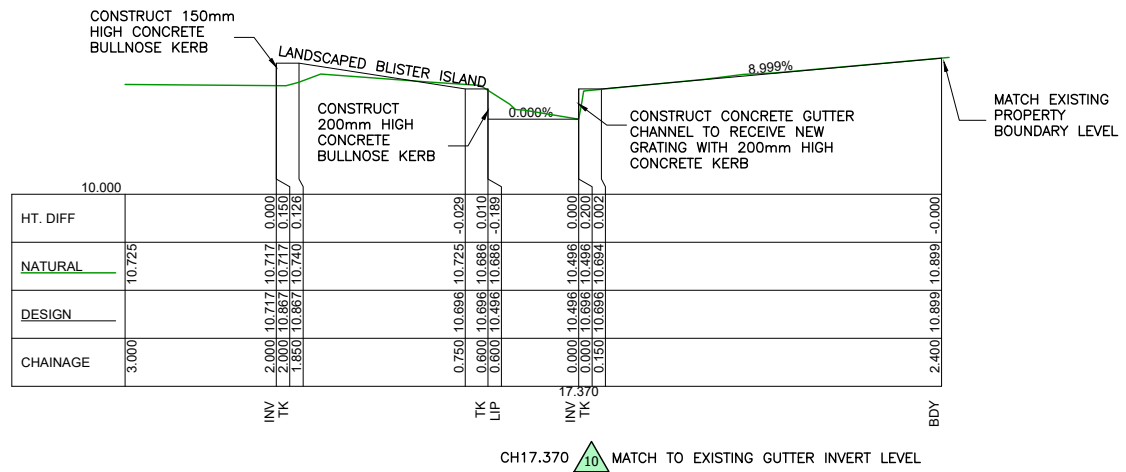 CONSTRUCT 150mm
HIGH CONCRETE
BULLNOSE KERB
LANDSCAPED BLISTER ISLAND
CONSTRUCT
200mm HIGH
CONCRETE
BULLNOSE KERB
0.000%
8.999%
CONSTRUCT CONCRETE GUTTER
CHANNEL TO RECEIVE NEW
GRATING WITH 200mm HIGH
CONCRETE KERB
MATCH EXISTING
PROPERTY
BOUNDARY LEVEL
10.000
HT. DIFF 0.000 0.150 0.126 -0.029 0.010 -0.189 0.000 0.200 0.002 -0.000
NATURAL 10.725 10.717 10.717 10.740 10.725 10.686 10.686 10.496 10.496 10.694 10.899
DESIGN 10.717 10.867 10.867 10.696 10.696 10.496 10.496 10.696 10.696 10.899
CHAINAGE 3.000 2.000 2.000 1.850 0.750 0.600 0.600 0.000 0.000 0.150 2.400
17.370
INV TK TK LIP INV TK BDY
CH17.370 10 MATCH TO EXISTING GUTTER INVERT LEVEL